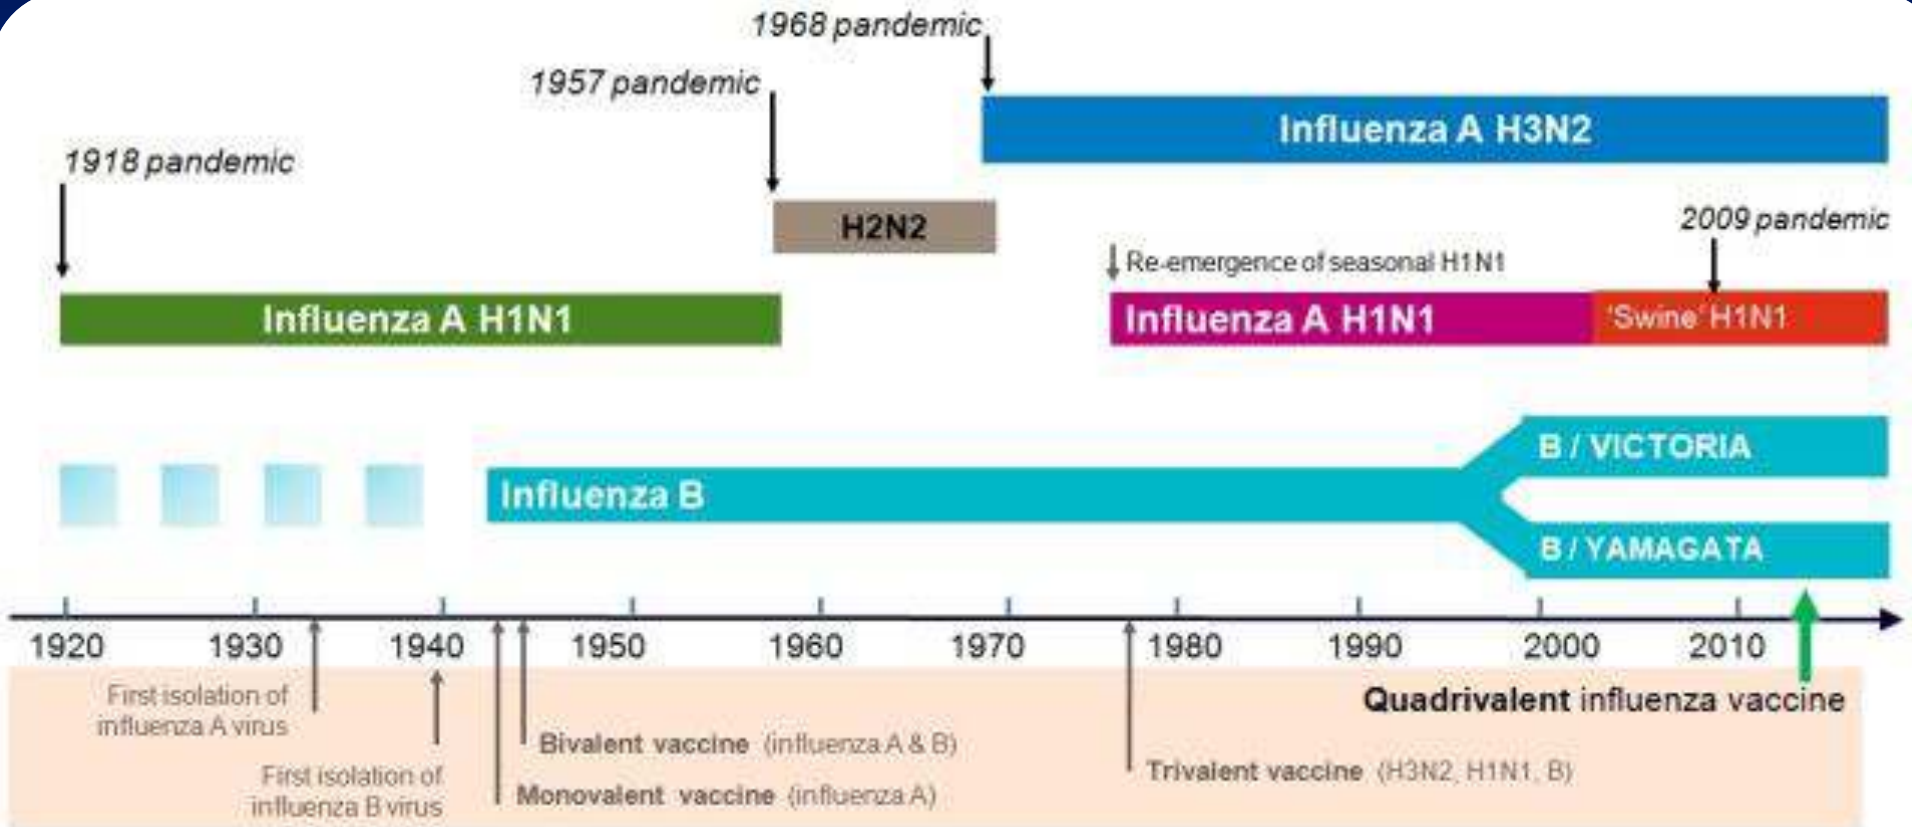 1968 pandemic
1957 pandemic
Influenza A H3N2
1918 pandemic
H2N2
2009 pandemic
Re-emergence of seasonal H1N1
Influenza A H1N1
Influenza A H1N1
'Swine' H1N1
B / VICTORIA
Influenza B
B / YAMAGATA
1920 1930 1940 1950 1960 1970 1980 1990 2000 2010
First isolation of
influenza A virus
Quadrivalent influenza vaccine
Bivalent vaccine (influenza A & B)
Trivalent vaccine (H3N2, H1N1, B)
First isolation of
influenza B virus
Monovalent vaccine (influenza A)